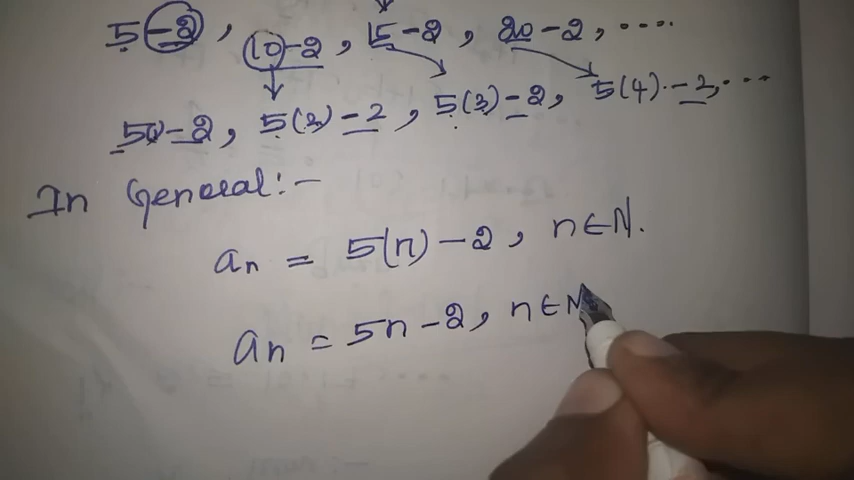 5-2, (10)-2, 15-2, 20-2, ....
5(1)-2, 5(2)-2, 5(3)-2, 5(4)-2, ...
In General:-
an = 5(n)-2, n∈N.
an = 5n-2, n∈N